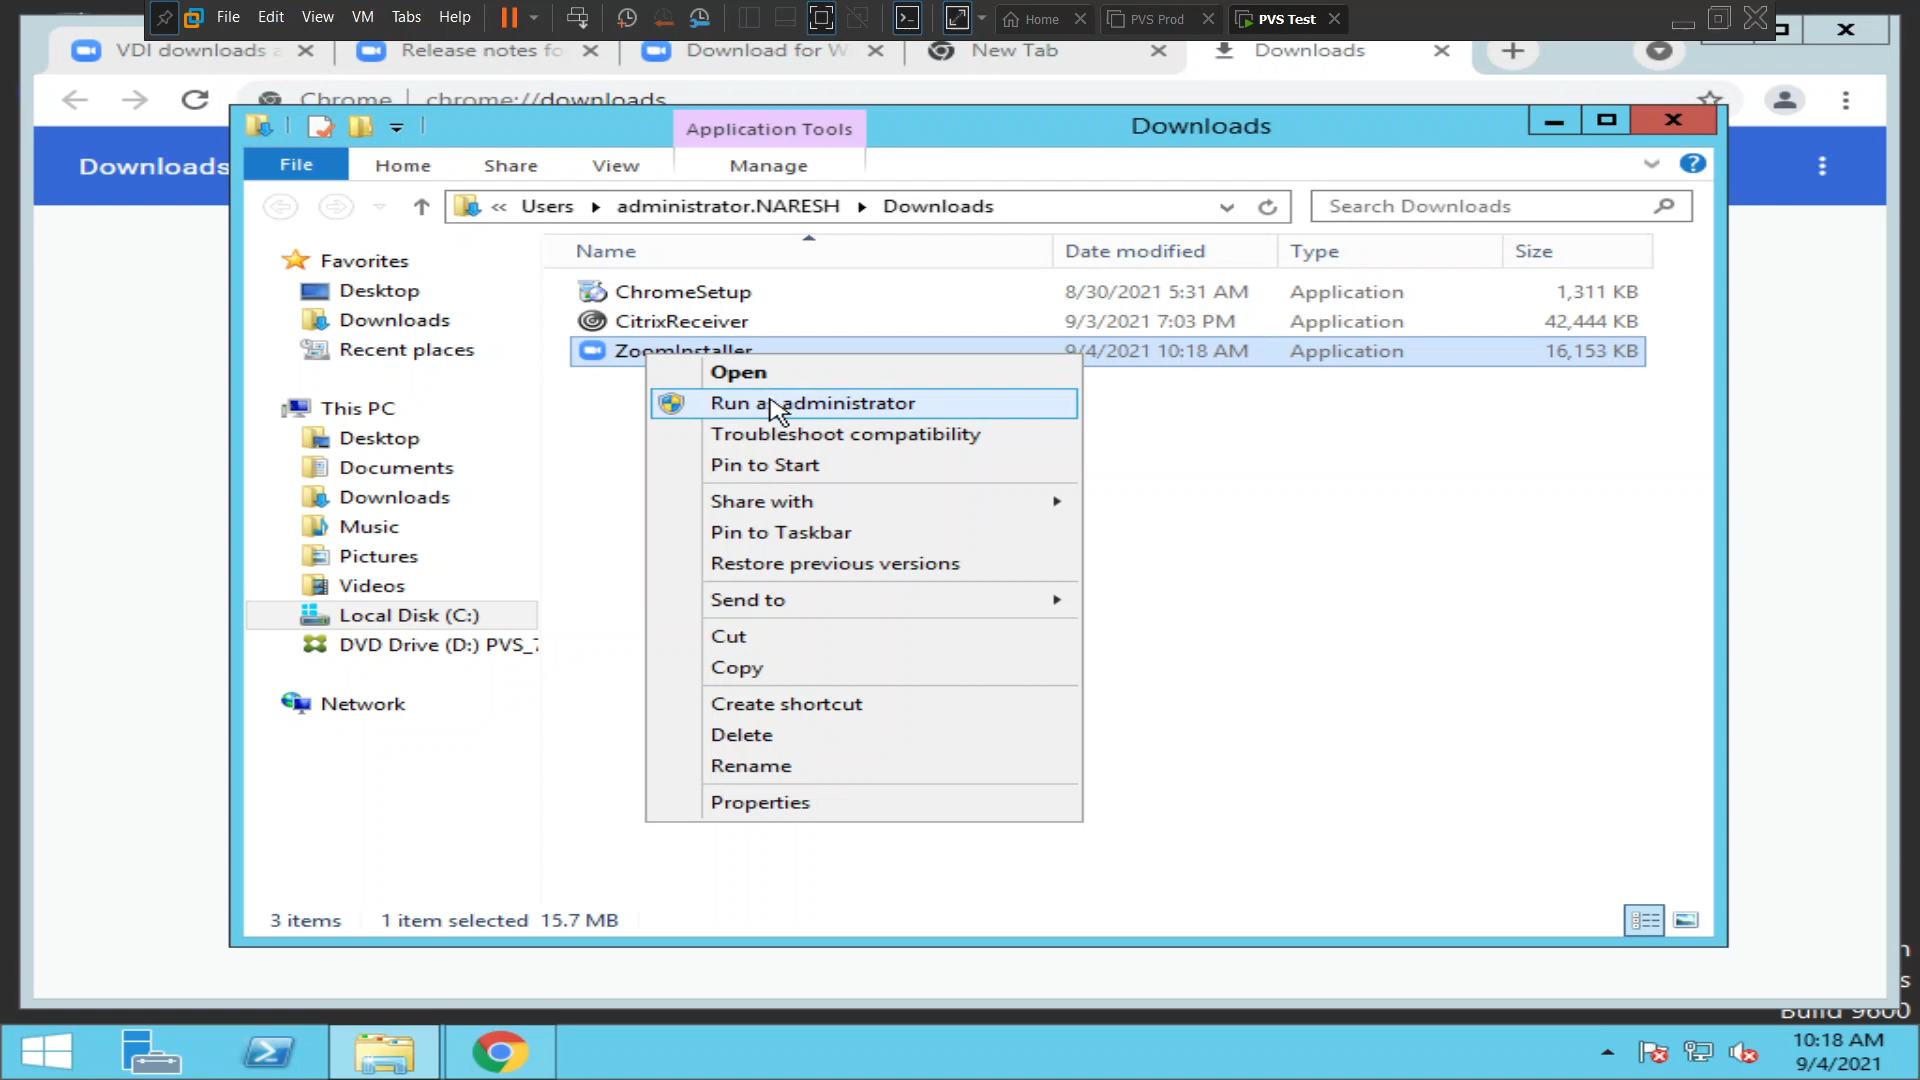 File Edit View VM Tabs Help Home PVS Prod PVS Test
VDI downloads Release notes fo Download for New Tab Downloads
Chrome chrome://downloads
Application Tools Downloads
Downloads File Home Share View Manage
Users administrator.NARESH Downloads Search Downloads
Name Date modified Type Size
Favorites
Desktop ChromeSetup 8/30/2021 5:31 AM Application 1,311 KB
Downloads CitrixReceiver 9/3/2021 7:03 PM Application 42,444 KB
Recent places ZoomInstaller 9/4/2021 10:18 AM Application 16,153 KB
Open
Run as administrator
This PC
Troubleshoot compatibility
Desktop
Pin to Start
Documents
Downloads Share with
Music Pin to Taskbar
Pictures Restore previous versions
Videos Send to
Local Disk (C:)
DVD Drive (D:) PVS_7
Cut
Copy
Network Create shortcut
Delete
Rename
Properties
3 items 1 item selected 15.7 MB
Build 9600
10:18 AM
9/4/2021